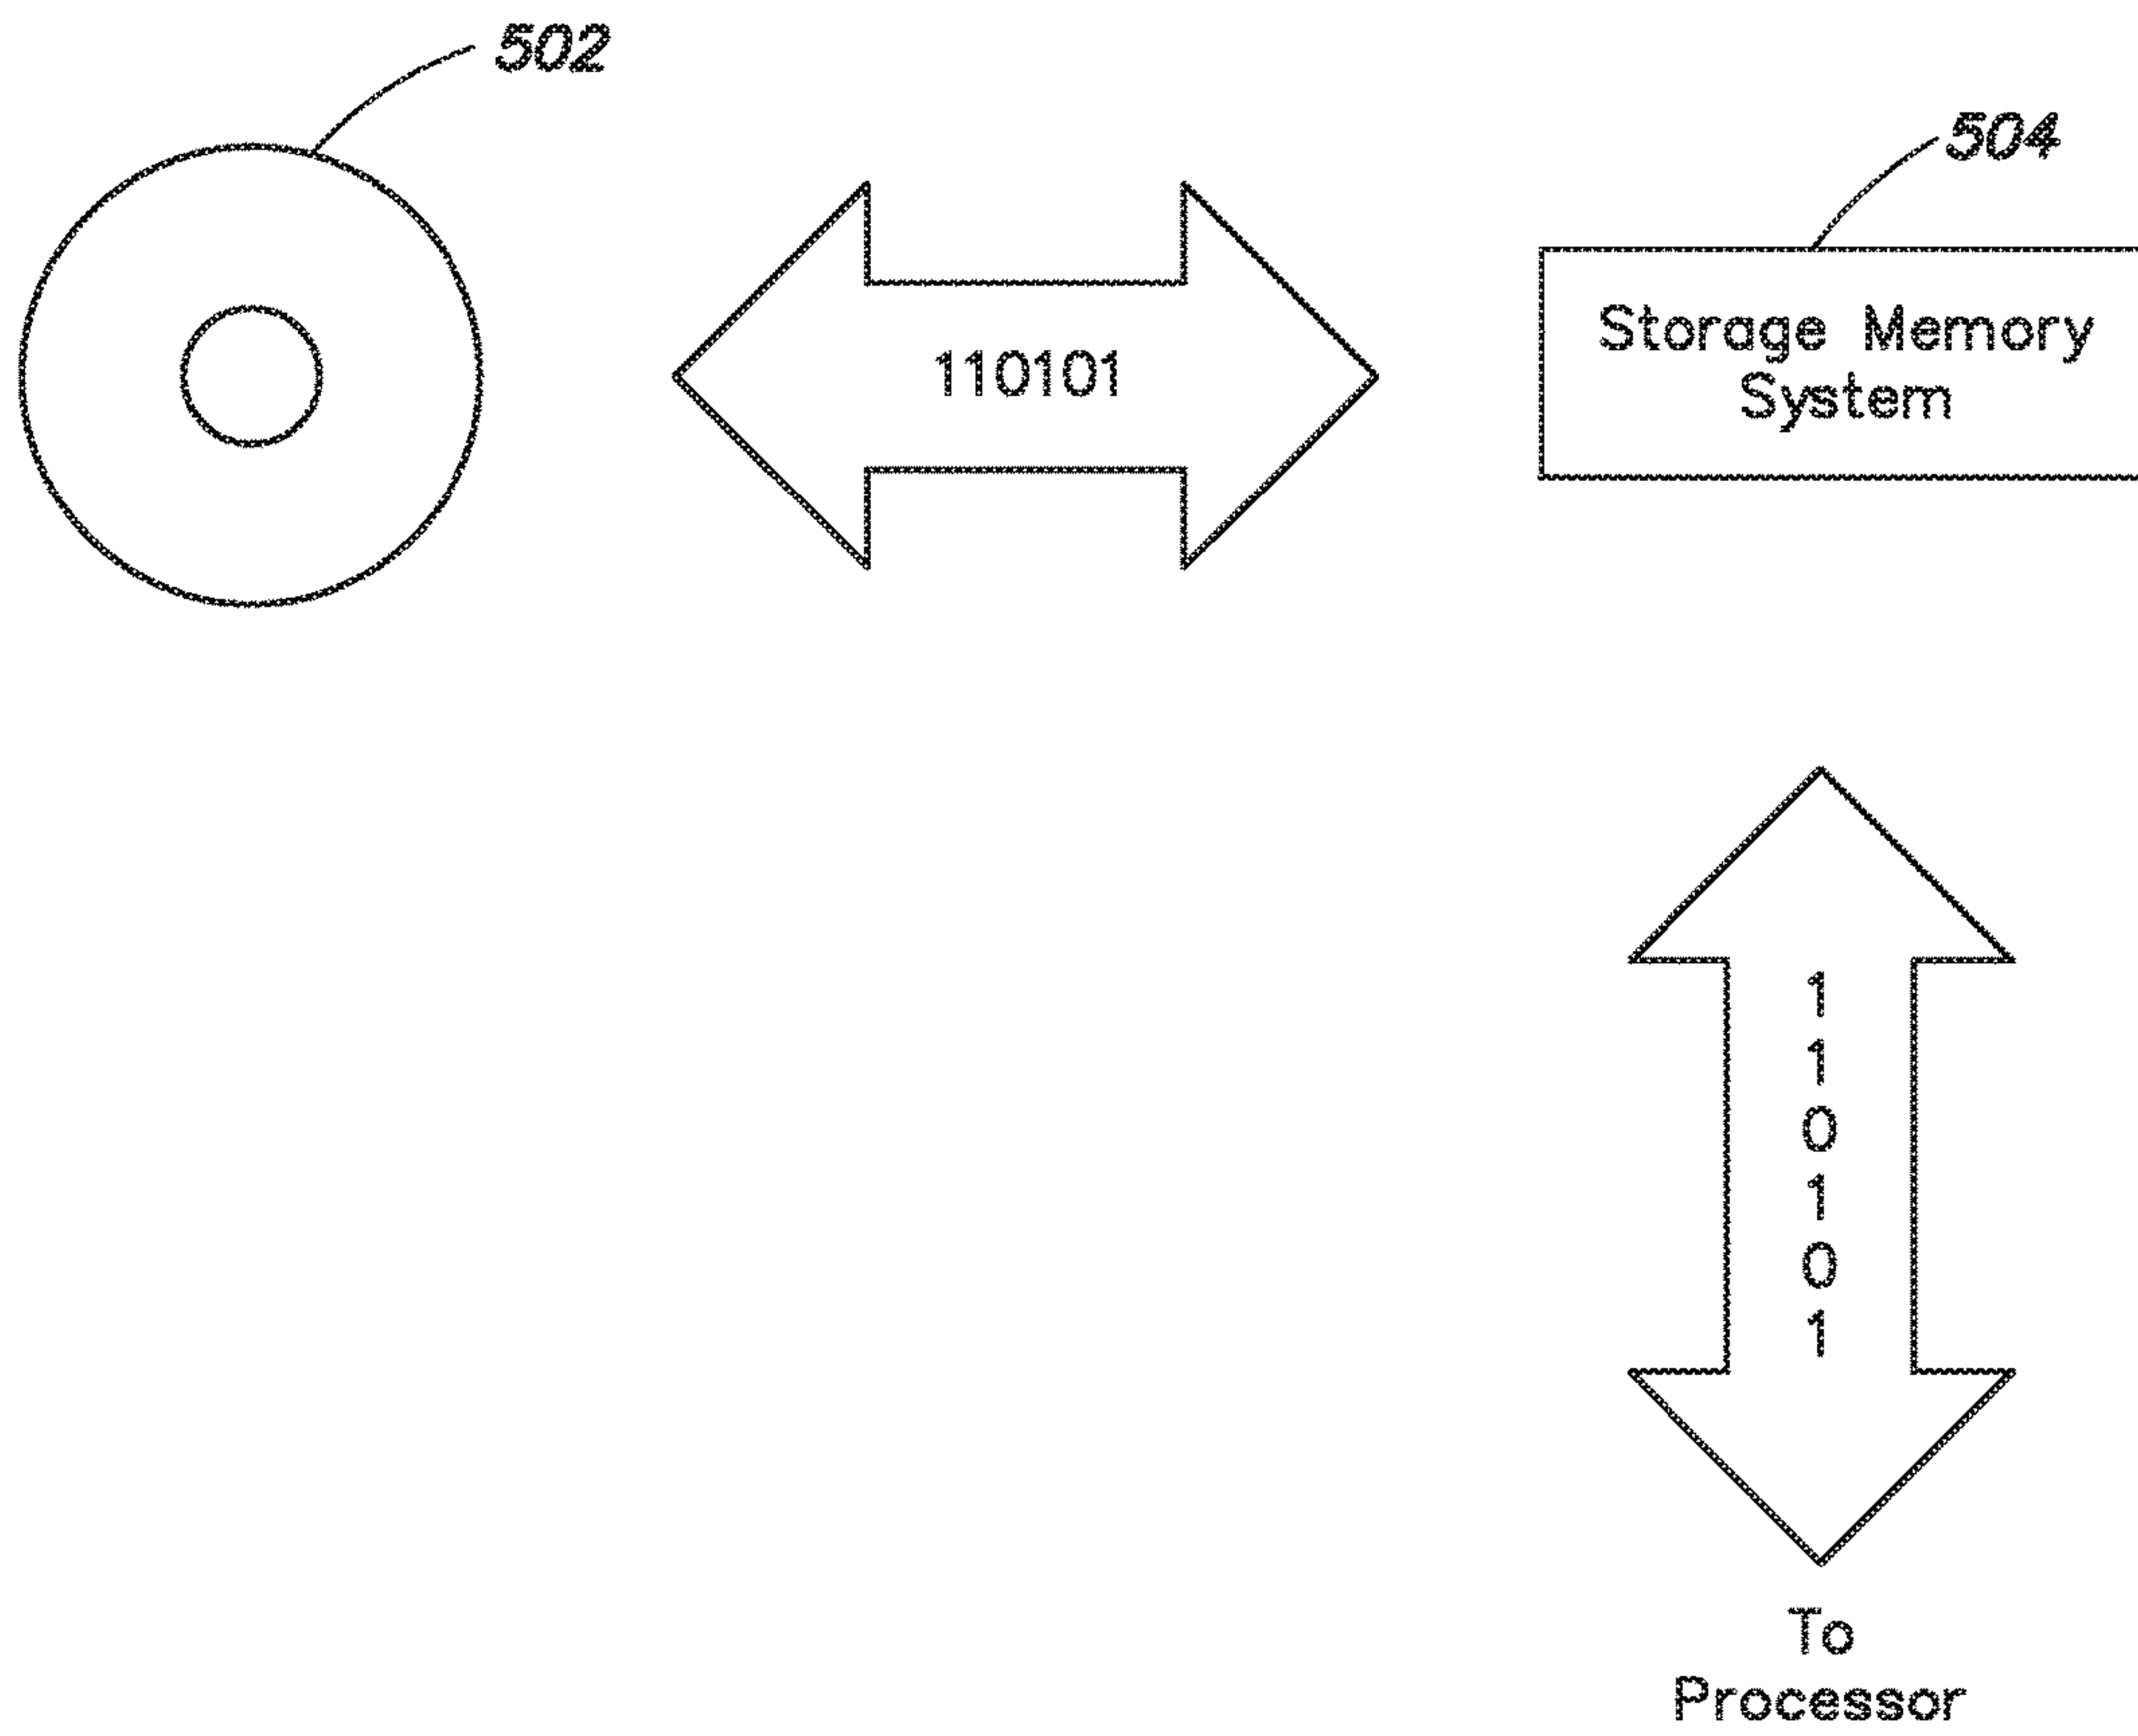 502
504
110101
Storage Memory
System
1
1
0
1
0
1
To
Processor